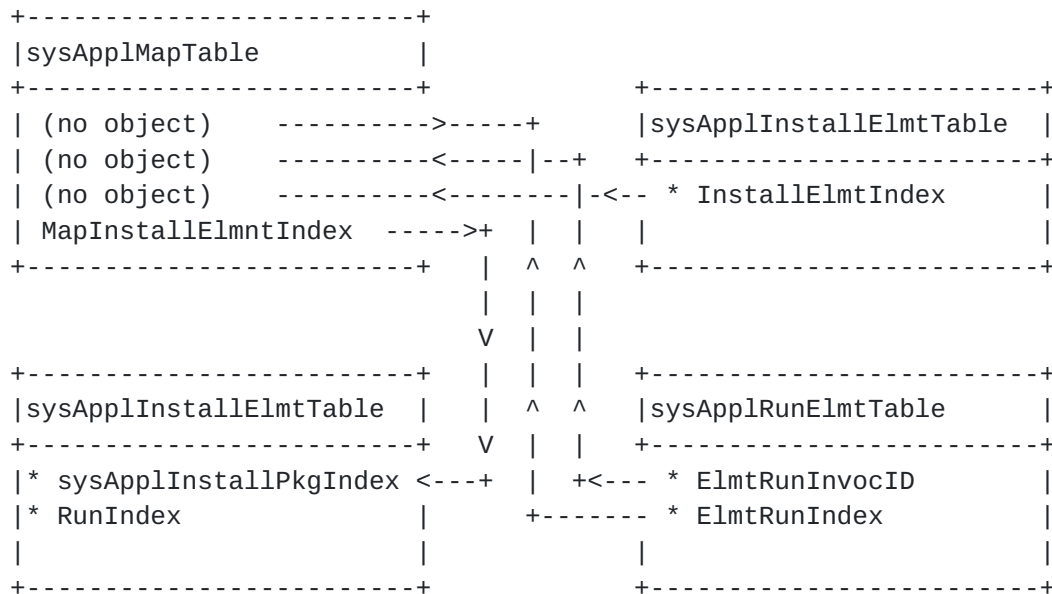 +-------------------------+
|sysApplMapTable          |
+-------------------------+             +-------------------------+
| (no object)    ---------->-----+      |sysApplInstallElmtTable  |
| (no object)    ----------<-----|--+   +-------------------------+
| (no object)    ----------<--------|-<-- * InstallElmtIndex      |
| MapInstallElmntIndex  ----->+  |  |   |                         |
+-------------------------+   |  ^  ^   +-------------------------+
                              |  |  |
                              V  |  |
+-------------------------+   |  |  |   +-------------------------+
|sysApplInstallElmtTable  |   |  ^  ^   |sysApplRunElmtTable      |
+-------------------------+   V  |  |   +-------------------------+
|* sysApplInstallPkgIndex <---+  |  +<--- * ElmtRunInvocID        |
|* RunIndex               |      +------- * ElmtRunIndex          |
|                         |             |                         |
+-------------------------+             +-------------------------+